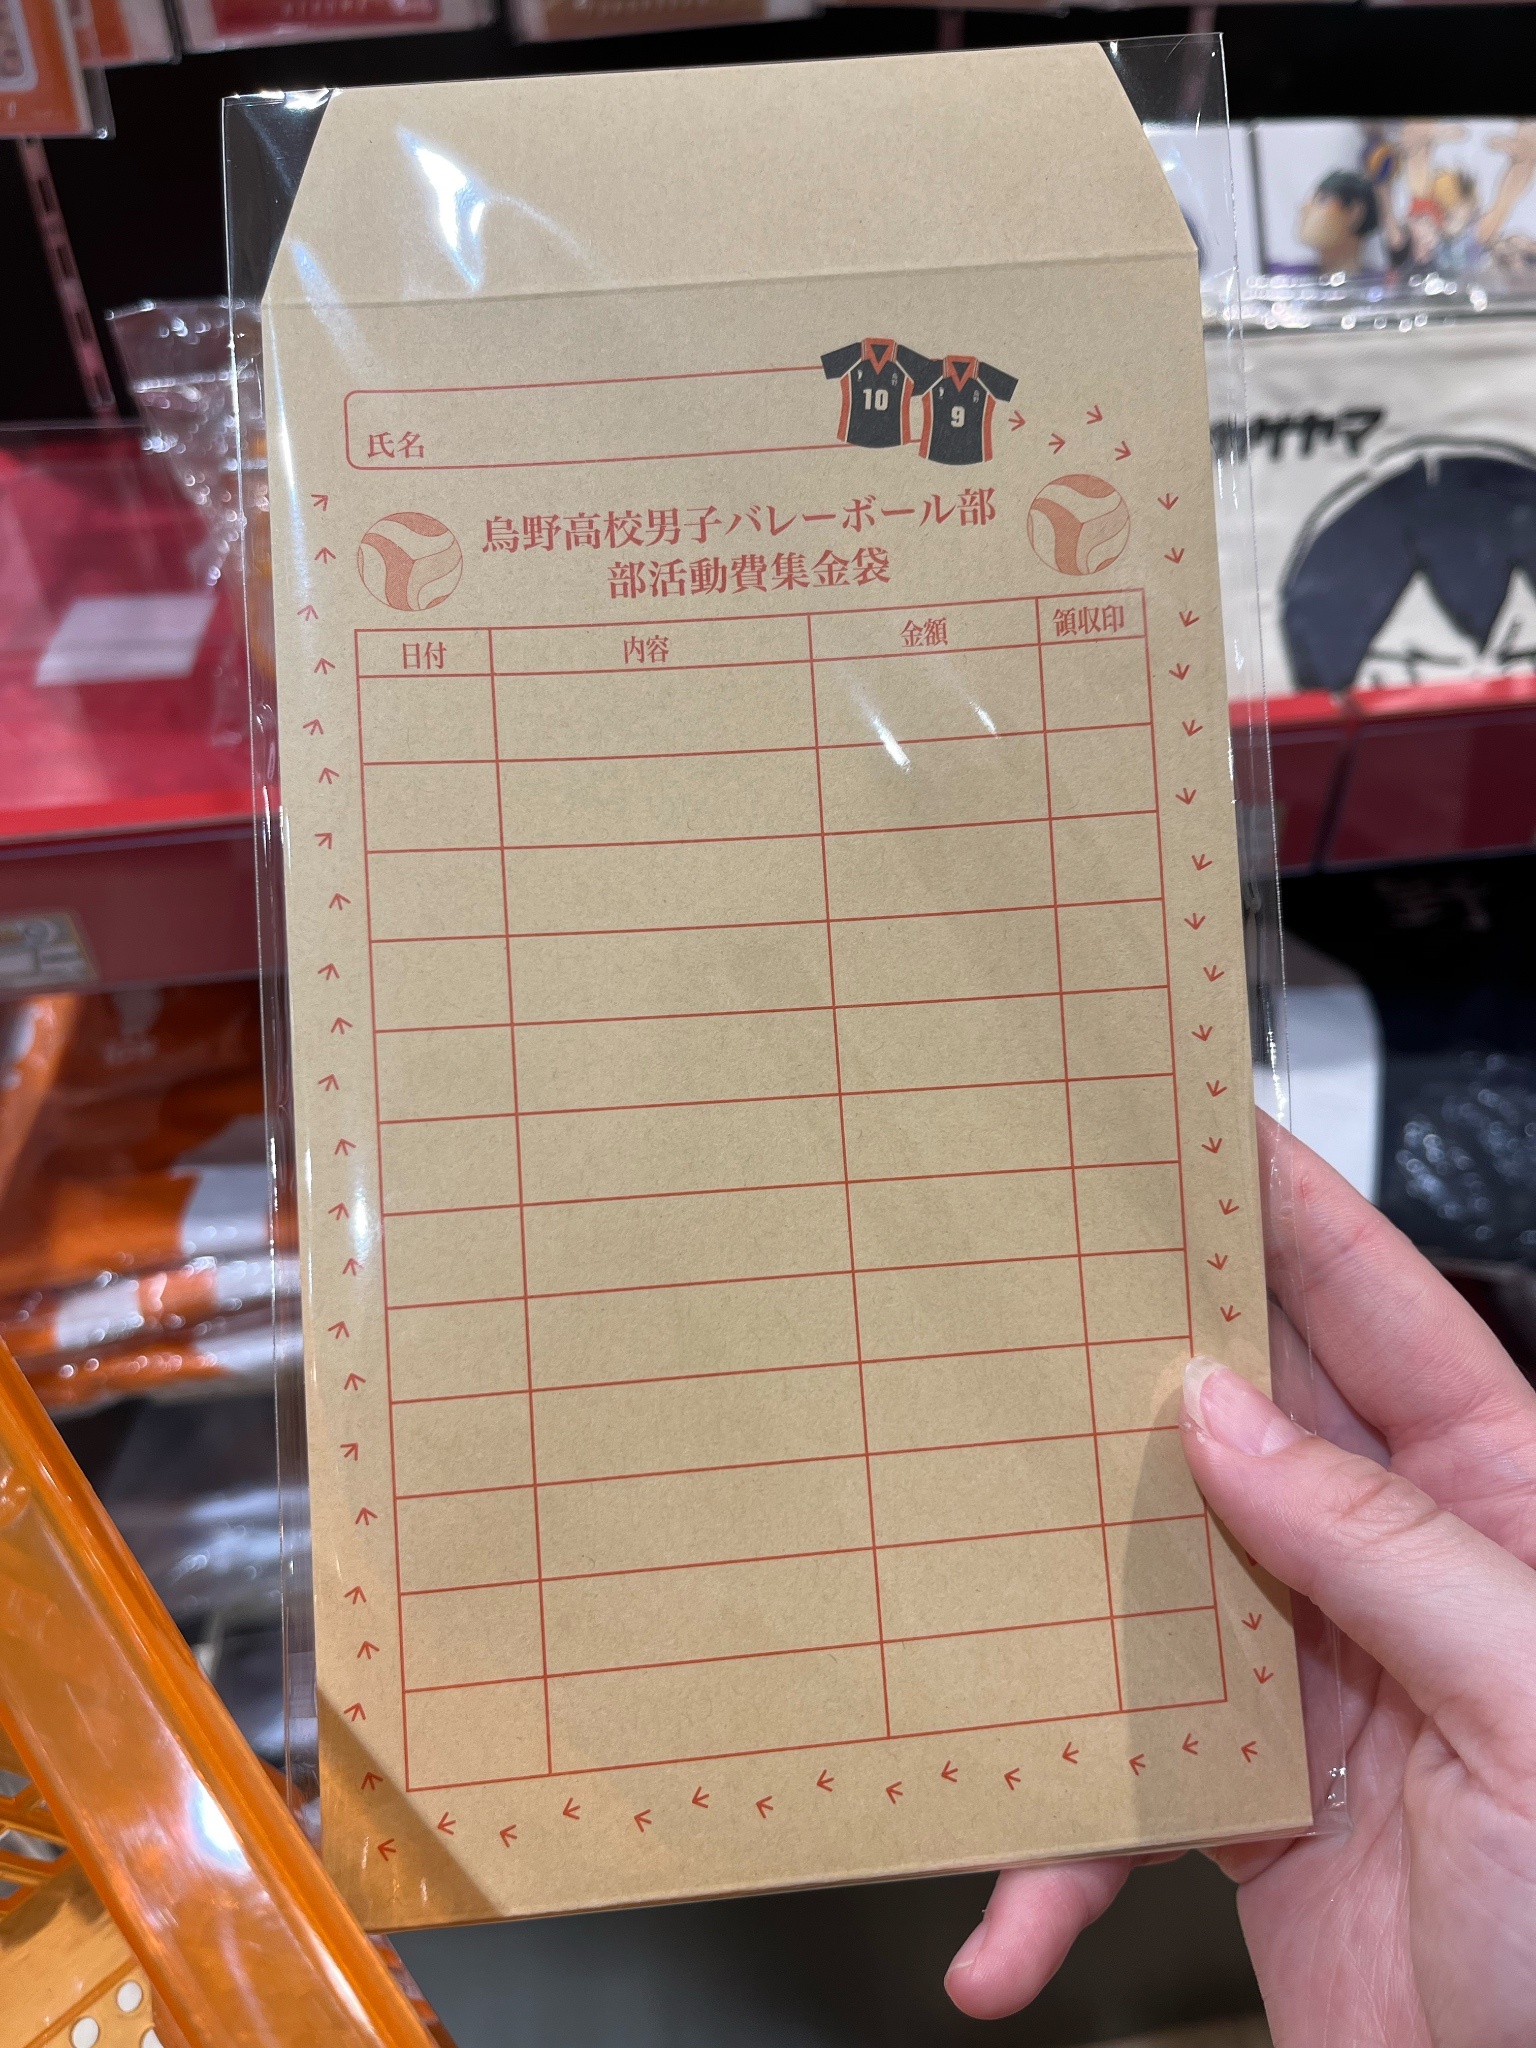 10
9
氏名
烏野高校男子バレーボール部
部活動費集金袋
日付 内容 金額 領収印